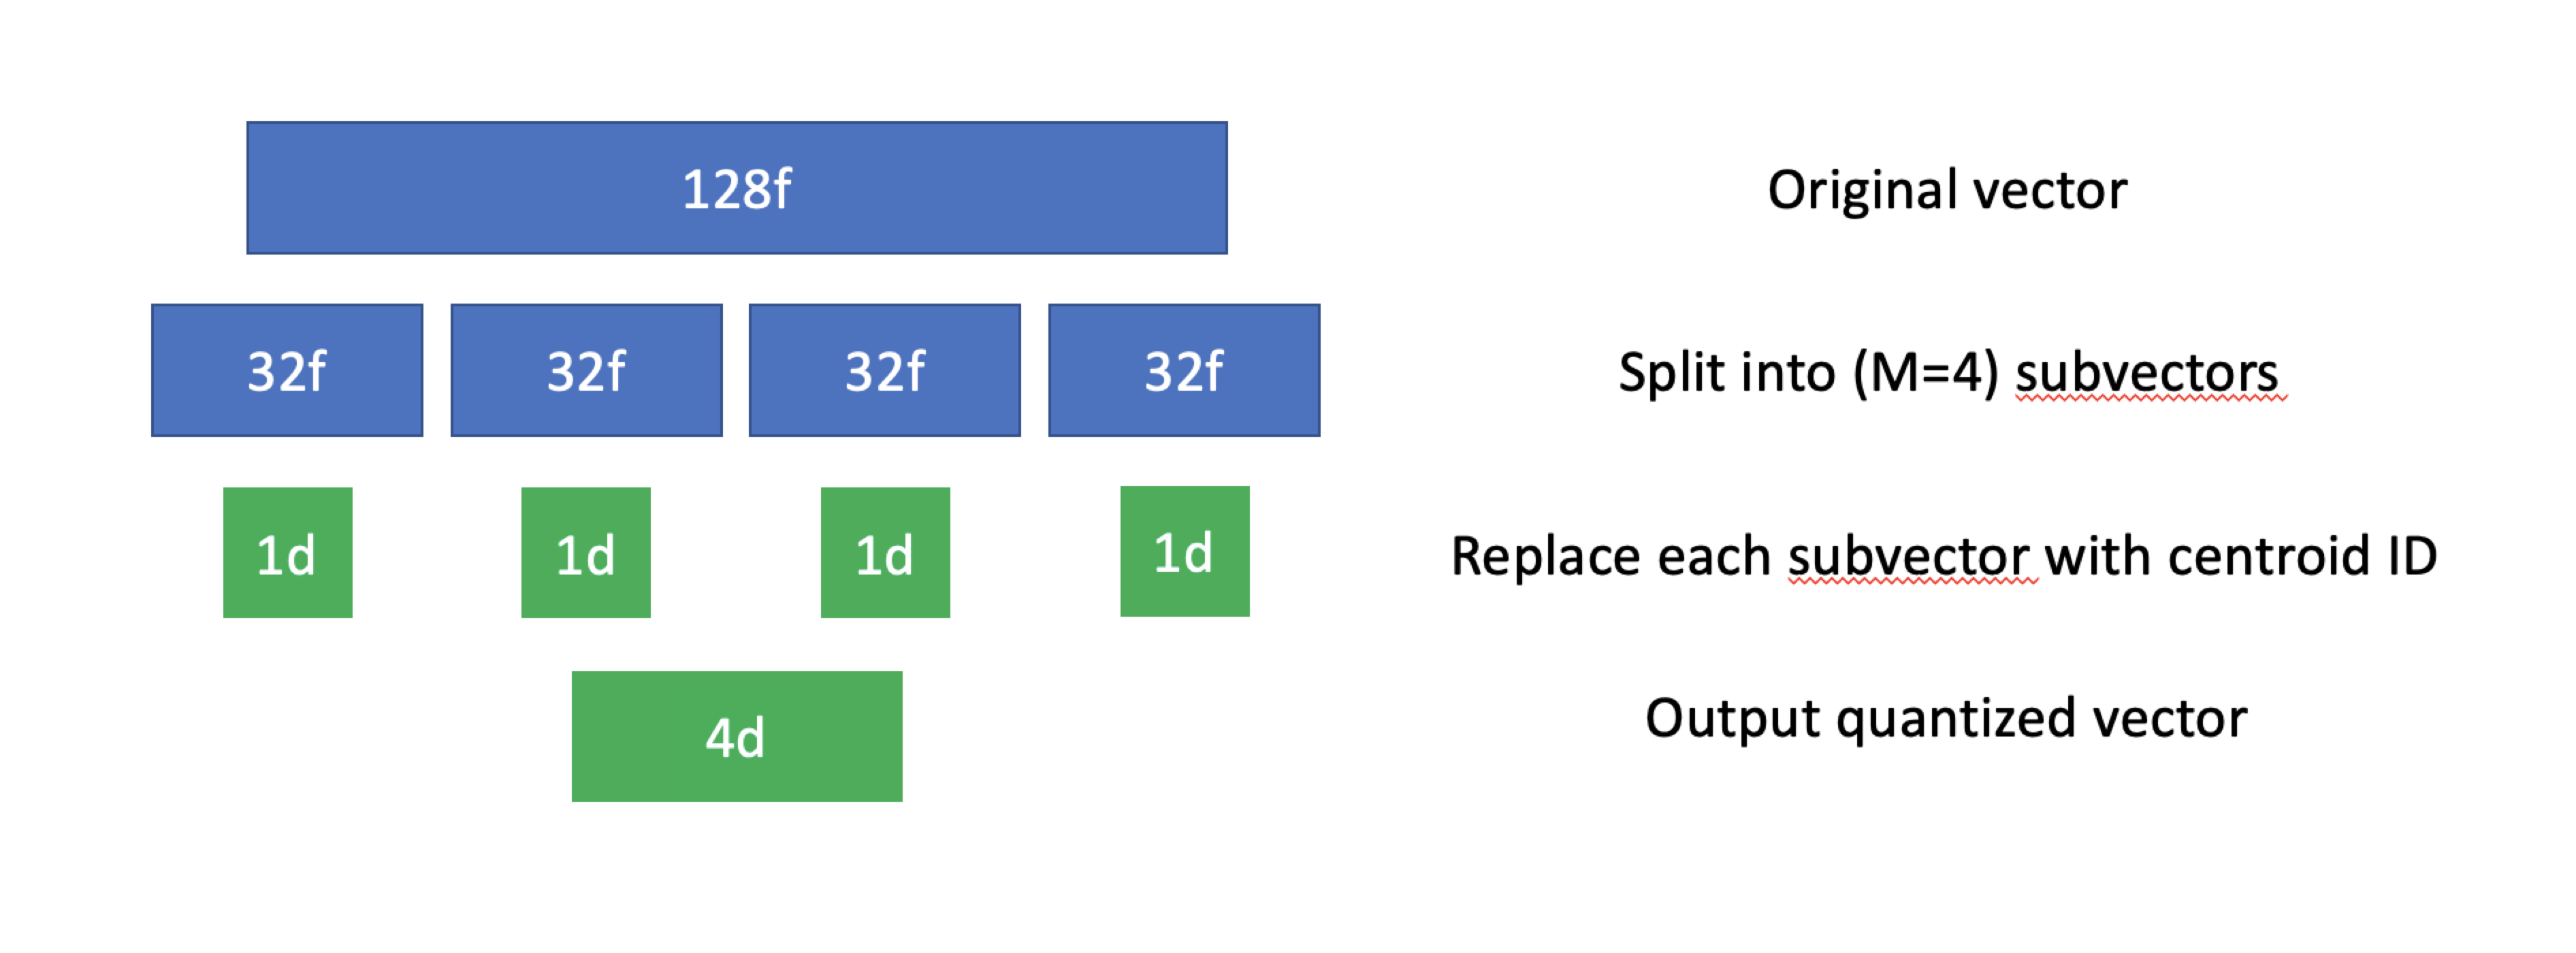 128f
Original vector
32f 32f 32f 32f
Split into (M=4) subvectors
1d 1d 1d 1d
Replace each subvector with centroid ID
4d
Output quantized vector